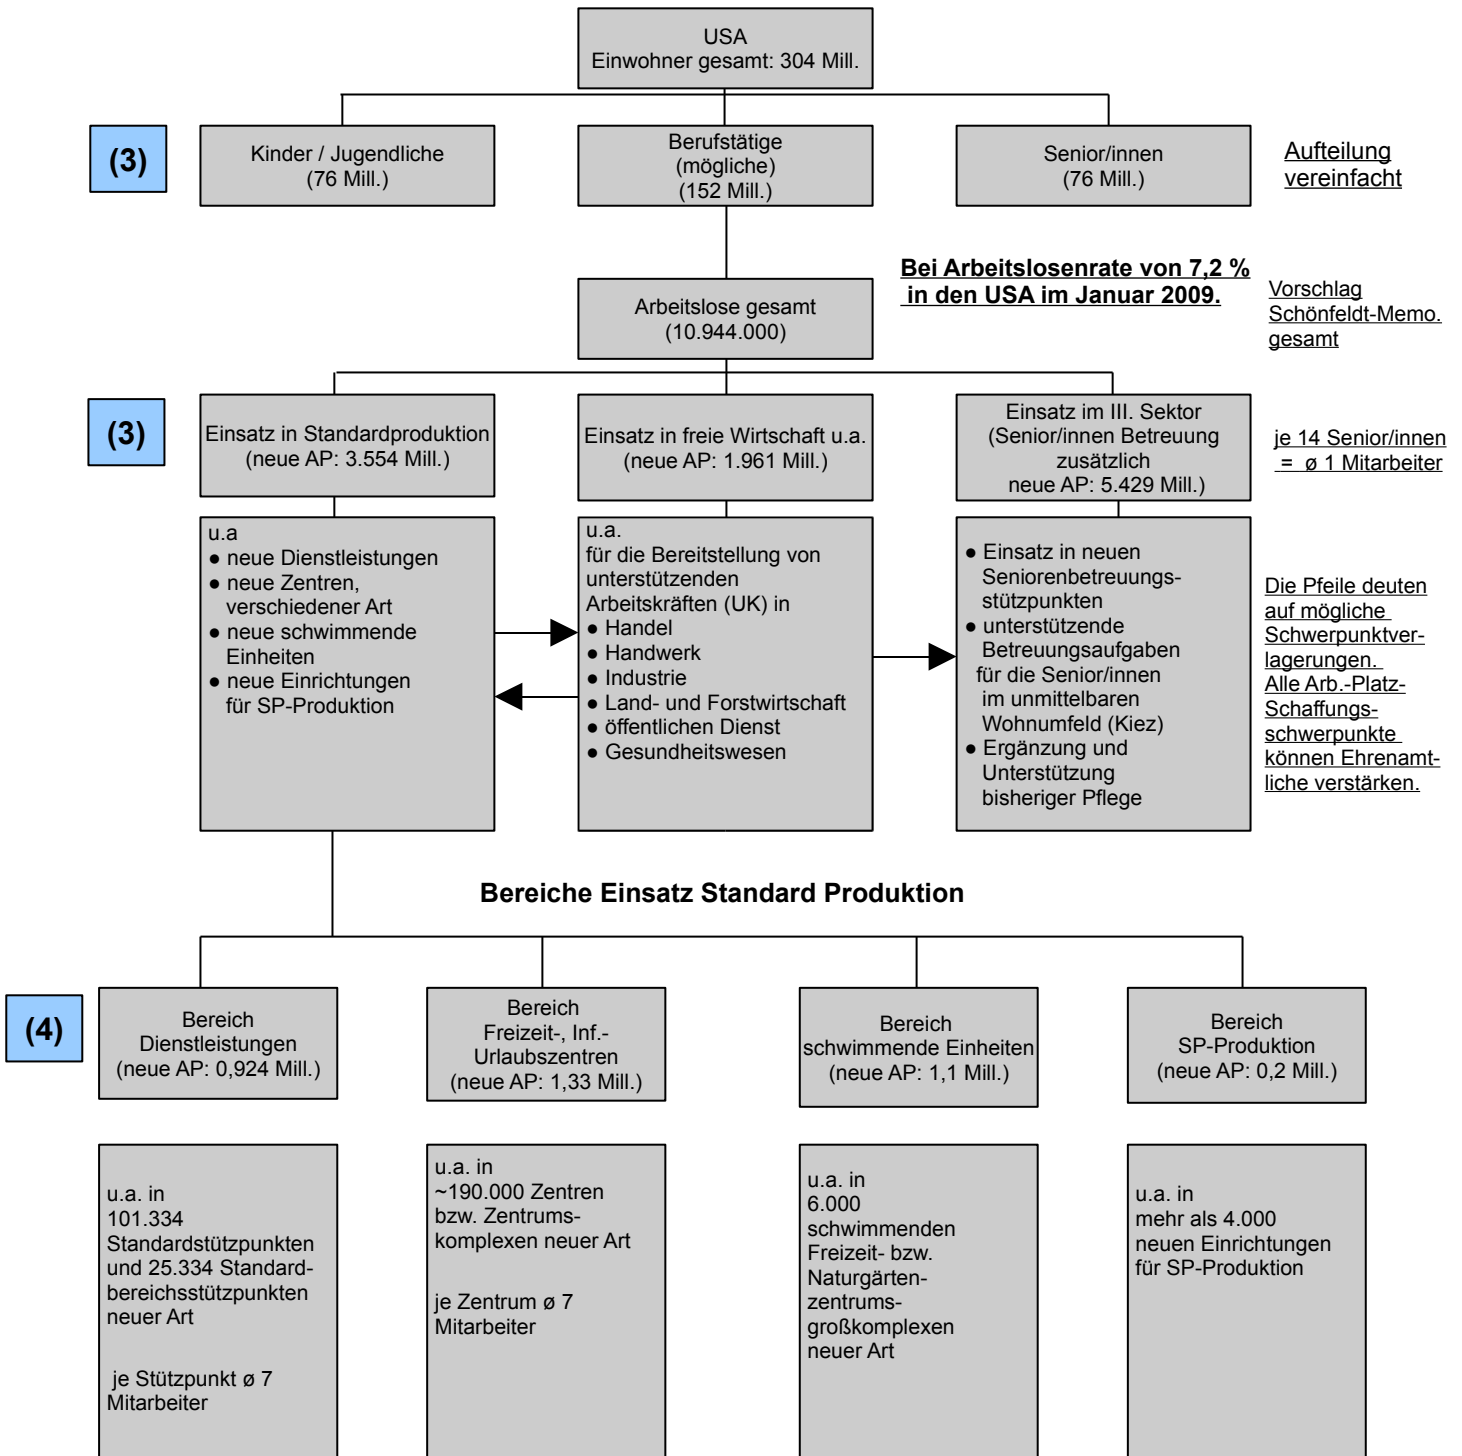 USA
Einwohner gesamt: 304 Mill.
(3)
Kinder / Jugendliche
(76 Mill.)
Berufstätige
(mögliche)
(152 Mill.)
Senior/innen
(76 Mill.)
Aufteilung
vereinfacht
Bei Arbeitslosenrate von 7,2 %
in den USA im Januar 2009.
Arbeitslose gesamt
(10.944.000)
Vorschlag
Schönfeldt-Memo.
gesamt
(3)
Einsatz in Standardproduktion
(neue AP: 3.554 Mill.)
Einsatz in freie Wirtschaft u.a.
(neue AP: 1.961 Mill.)
Einsatz im III. Sektor
(Senior/innen Betreuung
zusätzlich
neue AP: 5.429 Mill.)
je 14 Senior/innen
= ø 1 Mitarbeiter
u.a
● neue Dienstleistungen
● neue Zentren,
verschiedener Art
● neue schwimmende
Einheiten
● neue Einrichtungen
für SP-Produktion
u.a.
für die Bereitstellung von
unterstützenden
Arbeitskräften (UK) in
● Handel
● Handwerk
● Industrie
● Land- und Forstwirtschaft
● öffentlichen Dienst
● Gesundheitswesen
● Einsatz in neuen
Seniorenbetreuungs-
stützpunkten
● unterstützende
Betreuungsaufgaben
für die Senior/innen
im unmittelbaren
Wohnumfeld (Kiez)
● Ergänzung und
Unterstützung
bisheriger Pflege
Die Pfeile deuten
auf mögliche
Schwerpunktver-
lagerungen.
Alle Arb.-Platz-
Schaffungs-
schwerpunkte
können Ehrenamt-
liche verstärken.
Bereiche Einsatz Standard Produktion
(4)
Bereich
Dienstleistungen
(neue AP: 0,924 Mill.)
Bereich
Freizeit-, Inf.-
Urlaubszentren
(neue AP: 1,33 Mill.)
Bereich
schwimmende Einheiten
(neue AP: 1,1 Mill.)
Bereich
SP-Produktion
(neue AP: 0,2 Mill.)
u.a. in
101.334
Standardstützpunkten
und 25.334 Standard-
bereichsstützpunkten
neuer Art
je Stützpunkt ø 7
Mitarbeiter
u.a. in
~190.000 Zentren
bzw. Zentrums-
komplexen neuer Art
je Zentrum ø 7
Mitarbeiter
u.a. in
6.000
schwimmenden
Freizeit- bzw.
Naturgärten-
zentrums-
großkomplexen
neuer Art
u.a. in
mehr als 4.000
neuen Einrichtungen
für SP-Produktion